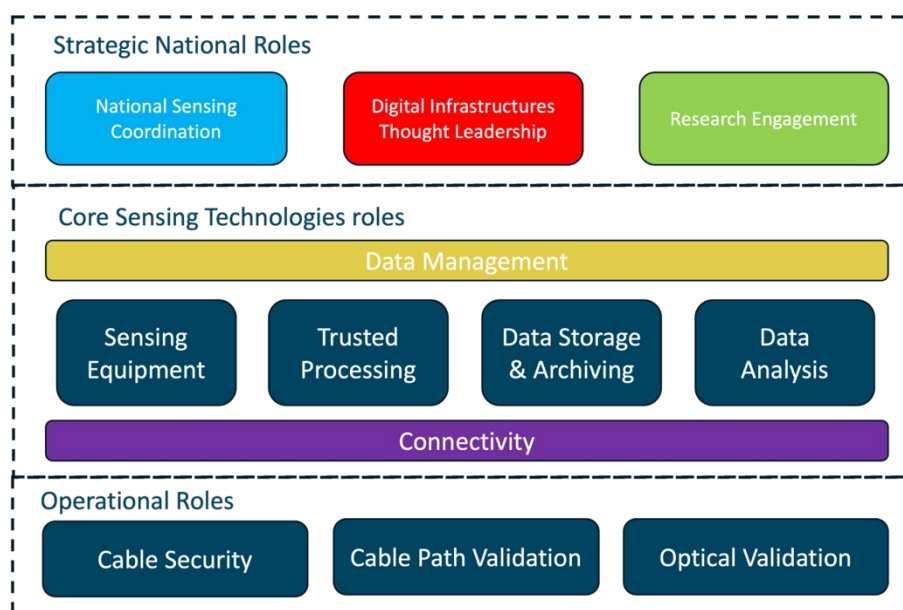 Strategic National Roles
National Sensing
Coordination
Digital Infrastructures
Thought Leadership
Research Engagement
Core Sensing Technologies roles
Data Management
Sensing
Equipment
Trusted
Processing
Data Storage
& Archiving
Data
Analysis
Connectivity
Operational Roles
Cable Security
Cable Path Validation
Optical Validation